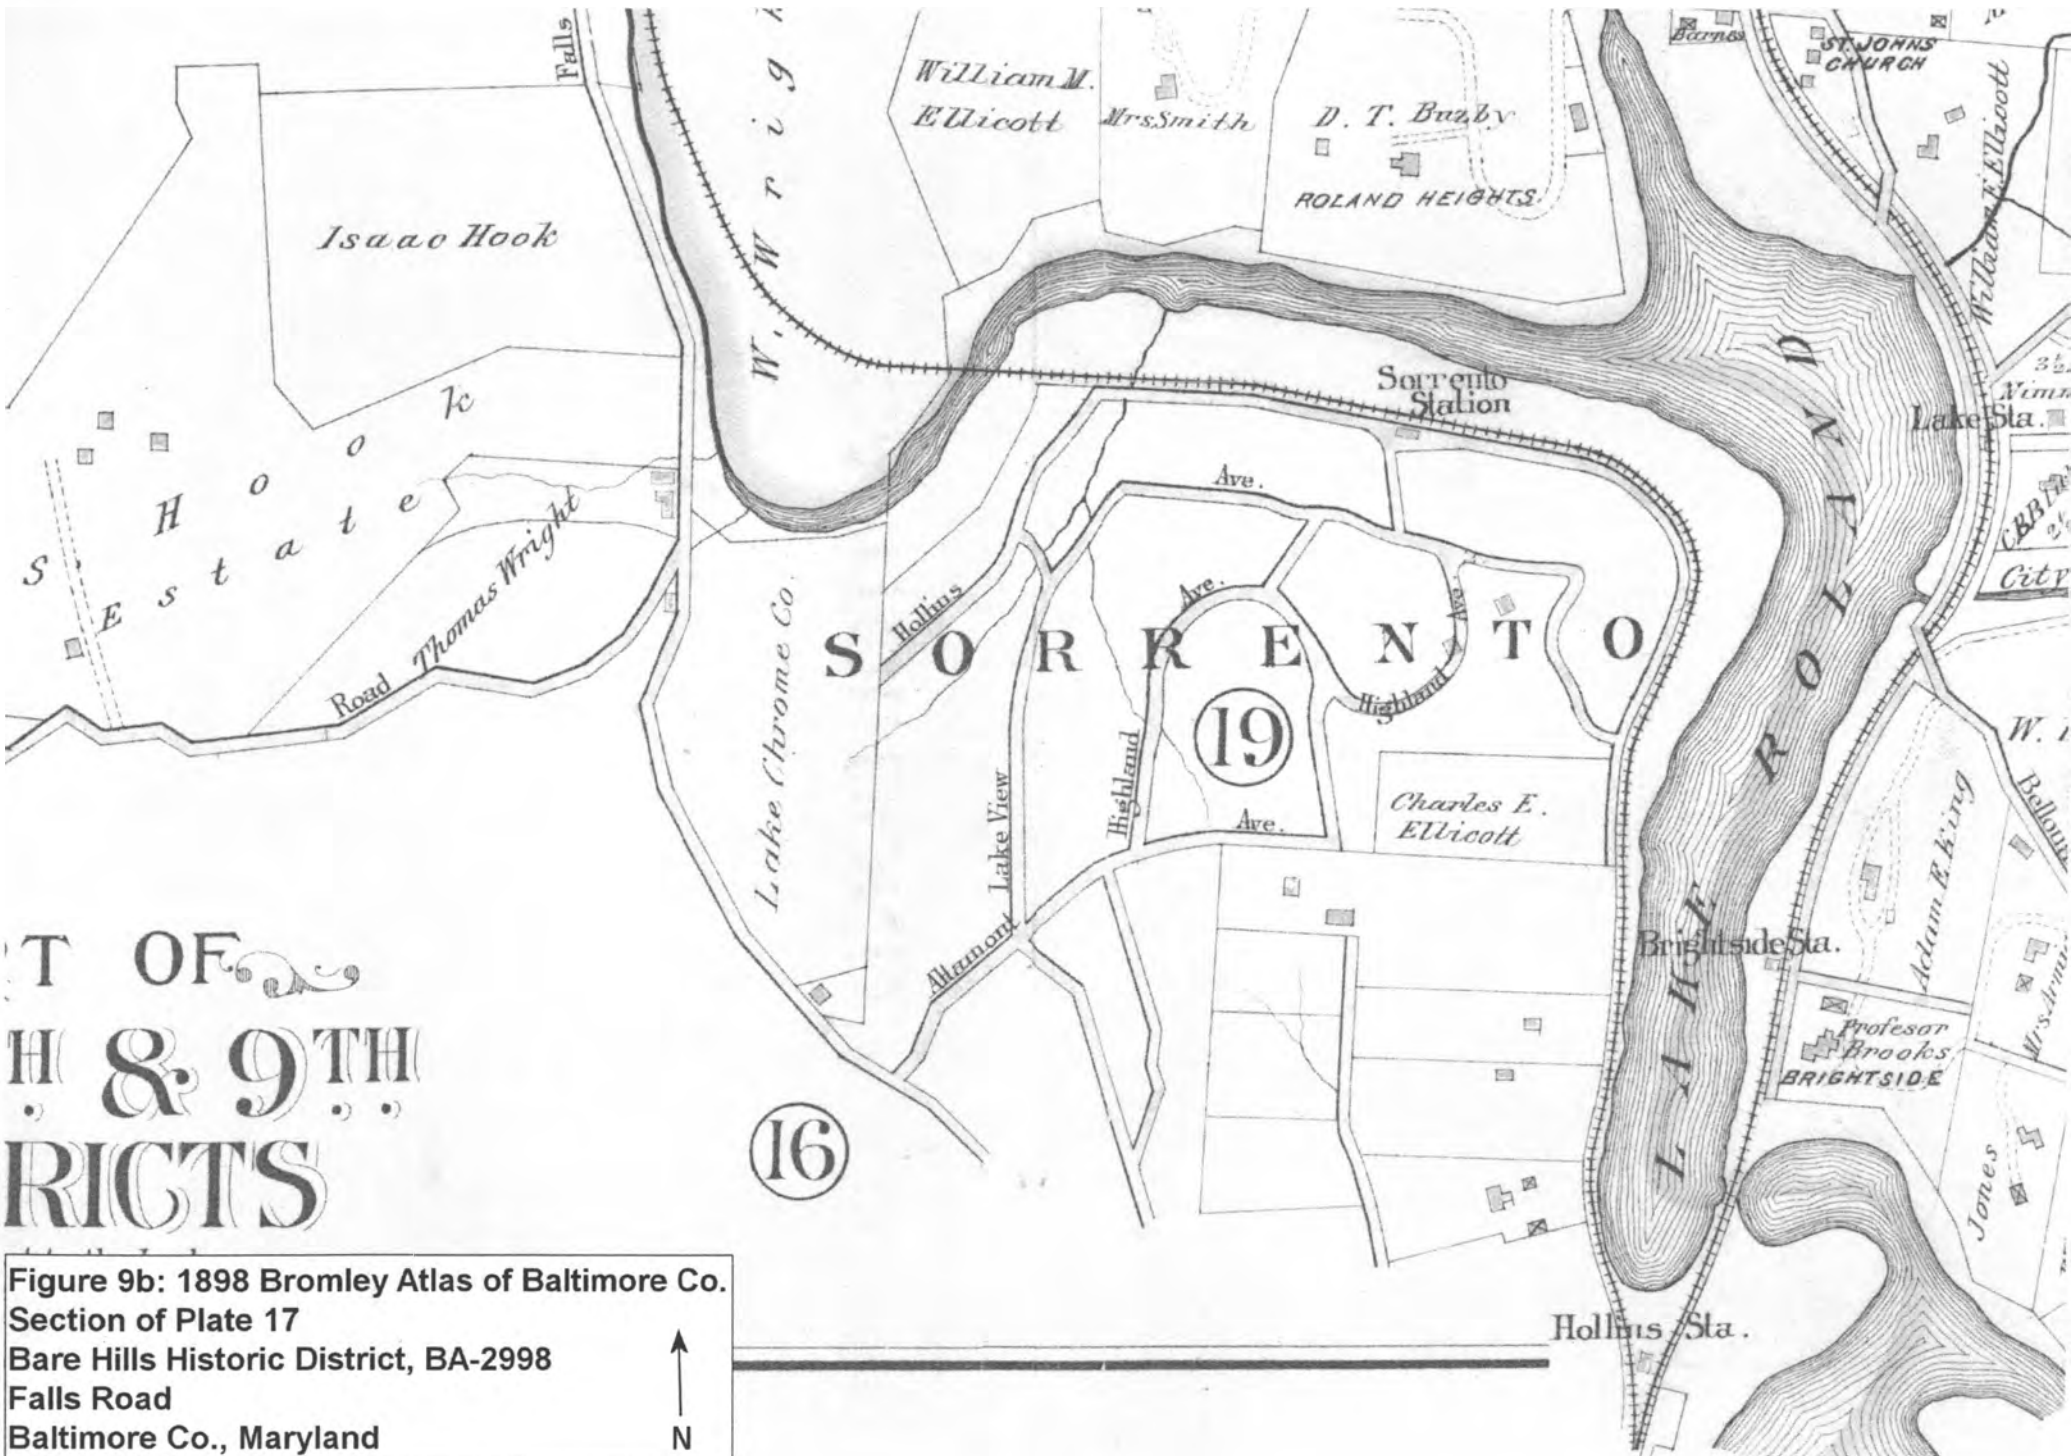 Falls
W. Wrigh
William M.
Ellicott
Mrs Smith
D. T. Buzby
ROLAND HEIGHTS.
Barnes
ST. JOHNS
CHURCH
William E Ellicott
Isaac Hook
S. Hook
Estate
Thomas Wright
Road
Sorrento
Station
Lake Sta.
3½
Nimm
City
LAKE ROLAND
Ave.
Ave.
Ave.
Hollins
SORRENTO
Highland
19
Lake Chrome Co.
Lake View
Highland
Ave.
Charles E.
Ellicott
Altamont
W. 
Adam E King
Brightside Sta.
Profesor
Brooks.
BRIGHTSIDE
Jones
T OF
H & 9TH
RICTS
16
Hollins Sta.
Figure 9b: 1898 Bromley Atlas of Baltimore Co.
Section of Plate 17
Bare Hills Historic District, BA-2998
Falls Road
Baltimore Co., Maryland
N